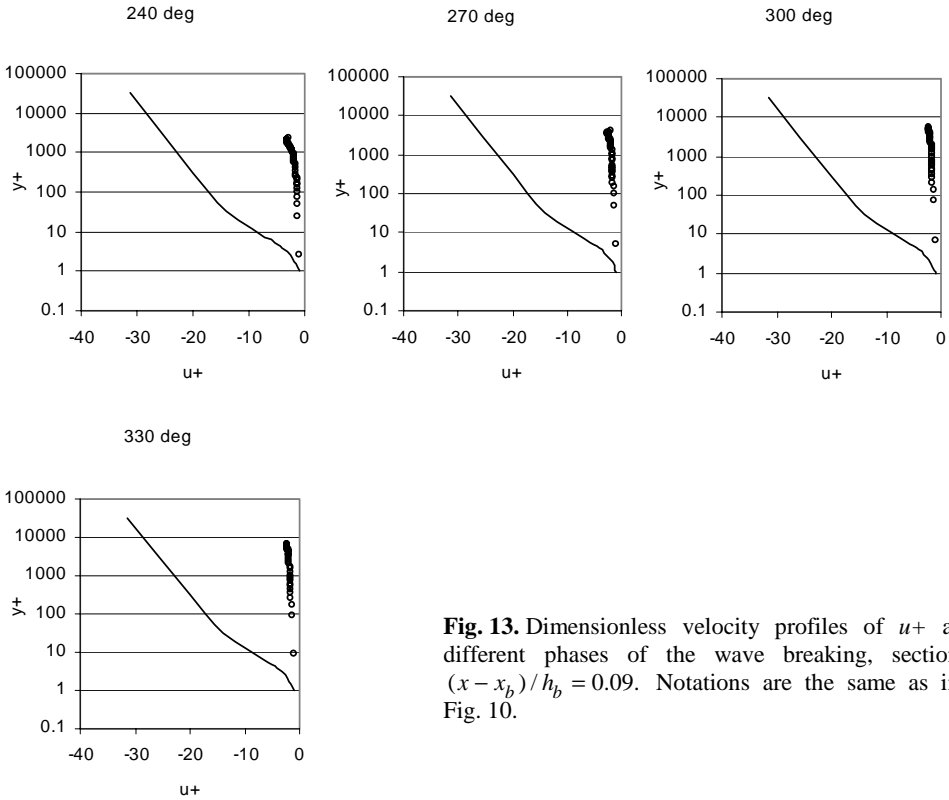 240 deg
270 deg
300 deg
100000
10000
1000
100
10
1
0.1
y+
-40 -30 -20 -10 0
u+
100000
10000
1000
100
10
1
0.1
y+
-40 -30 -20 -10 0
u+
100000
10000
1000
100
10
1
0.1
y+
-40 -30 -20 -10 0
u+
330 deg
100000
10000
1000
100
10
1
0.1
y+
-40 -30 -20 -10 0
u+
Fig. 13. Dimensionless velocity profiles of u+ a
different phases of the wave breaking, section
(x − x_b) / h_b = 0.09. Notations are the same as in
Fig. 10.